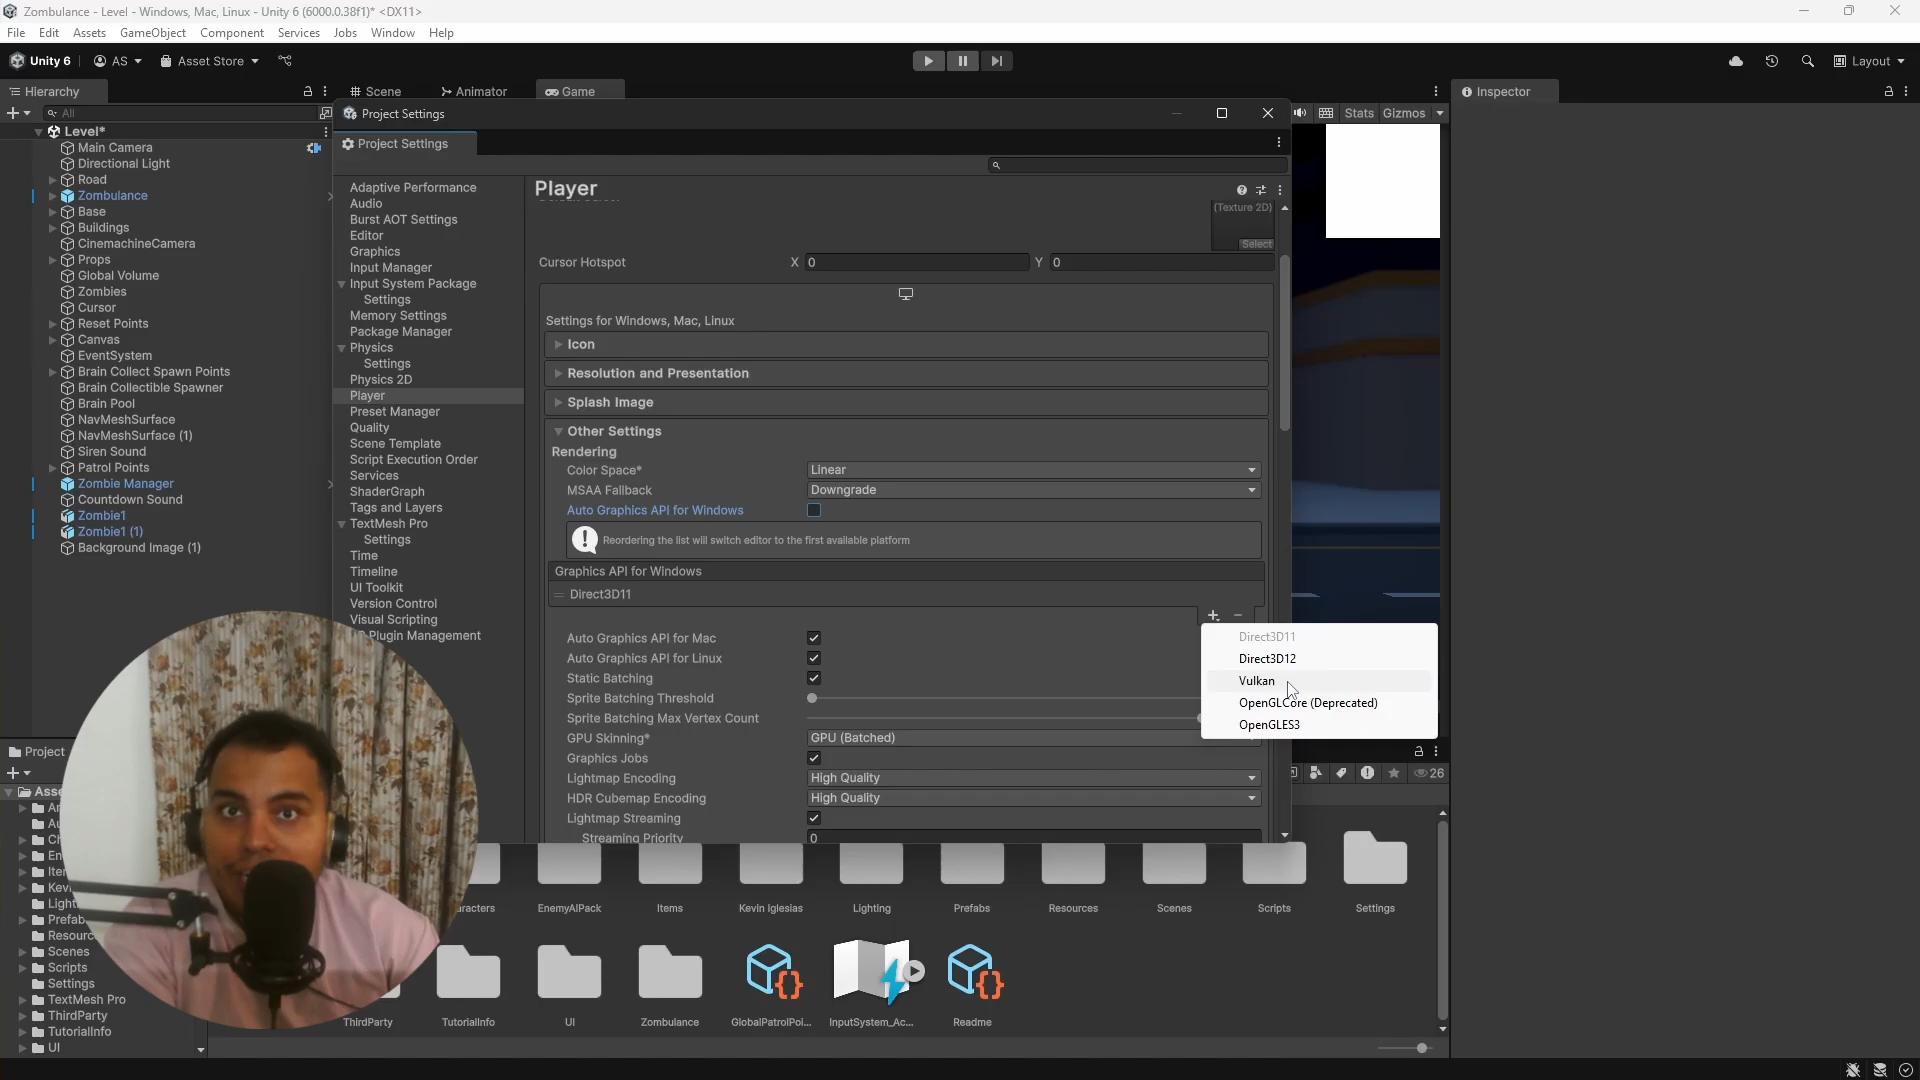 Zombulance - Level - Windows, Mac, Linux - Unity 6 (6000.0.38f1)* <DX11>
File Edit Assets GameObject Component Services Jobs Window Help
Unity 6 AS Asset Store Layout
Hierarchy
All
Level*
Main Camera
Directional Light
Road
Zombulance
Base
Buildings
CinemachineCamera
Props
Global Volume
Zombies
Cursor
Reset Points
Canvas
EventSystem
Brain Collect Spawn Points
Brain Collectible Spawner
Brain Pool
NavMeshSurface
NavMeshSurface (1)
Siren Sound
Patrol Points
Zombie Manager
Countdown Sound
Zombie1
Zombie1 (1)
Background Image (1)
Scene Animator Game
Stats Gizmos
Inspector
Project Settings
Project Settings
Adaptive Performance
Audio
Burst AOT Settings
Editor
Graphics
Input Manager
Input System Package
Settings
Memory Settings
Package Manager
Physics
Settings
Physics 2D
Player
Preset Manager
Quality
Scene Template
Script Execution Order
Services
ShaderGraph
Tags and Layers
TextMesh Pro
Settings
Time
Timeline
UI Toolkit
Version Control
Visual Scripting
Plugin Management
Player
(Texture 2D)
Select
Cursor Hotspot X 0 Y 0
Settings for Windows, Mac, Linux
Icon
Resolution and Presentation
Splash Image
Other Settings
Rendering
Color Space* Linear
MSAA Fallback Downgrade
Auto Graphics API for Windows
Reordering the list will switch editor to the first available platform
Graphics API for Windows
Direct3D11
Auto Graphics API for Mac
Auto Graphics API for Linux
Static Batching
Sprite Batching Threshold
Sprite Batching Max Vertex Count
GPU Skinning* GPU (Batched)
Graphics Jobs
Lightmap Encoding High Quality
HDR Cubemap Encoding High Quality
Lightmap Streaming
Streaming Priority 0
Direct3D11
Direct3D12
Vulkan
OpenGLCore (Deprecated)
OpenGLES3
26
Project
Scenes
Scripts
Settings
TextMesh Pro
ThirdParty
TutorialInfo
UI
EnemyAIPack Items Kevin Iglesias Lighting Prefabs Resources Scenes Scripts Settings
ThirdParty TutorialInfo UI Zombulance GlobalPatrolPoi... InputSystem_Ac... Readme